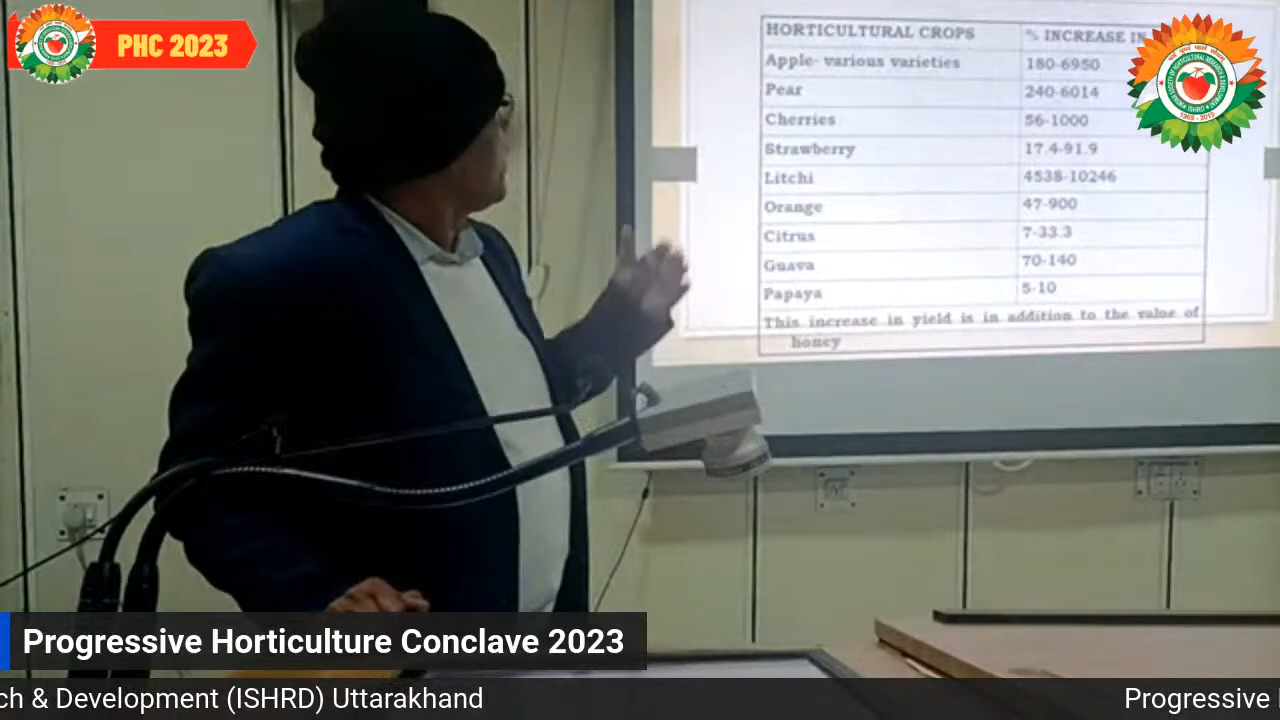 PHC 2023
HORTICULTURAL CROPS % INCREASE IN
Apple- various varieties 180-6950
Pear 240-6014
Cherries 56-1000
Strawberry 17.4-91.9
Litchi 4538-10246
Orange 47-900
Citrus 7-33.3
Guava 70-140
Papaya 5-10
This increase in yield is in addition to the value of
honey
ISHRD
1969 - 2019
Progressive Horticulture Conclave 2023
ch & Development (ISHRD) Uttarakhand
Progressive